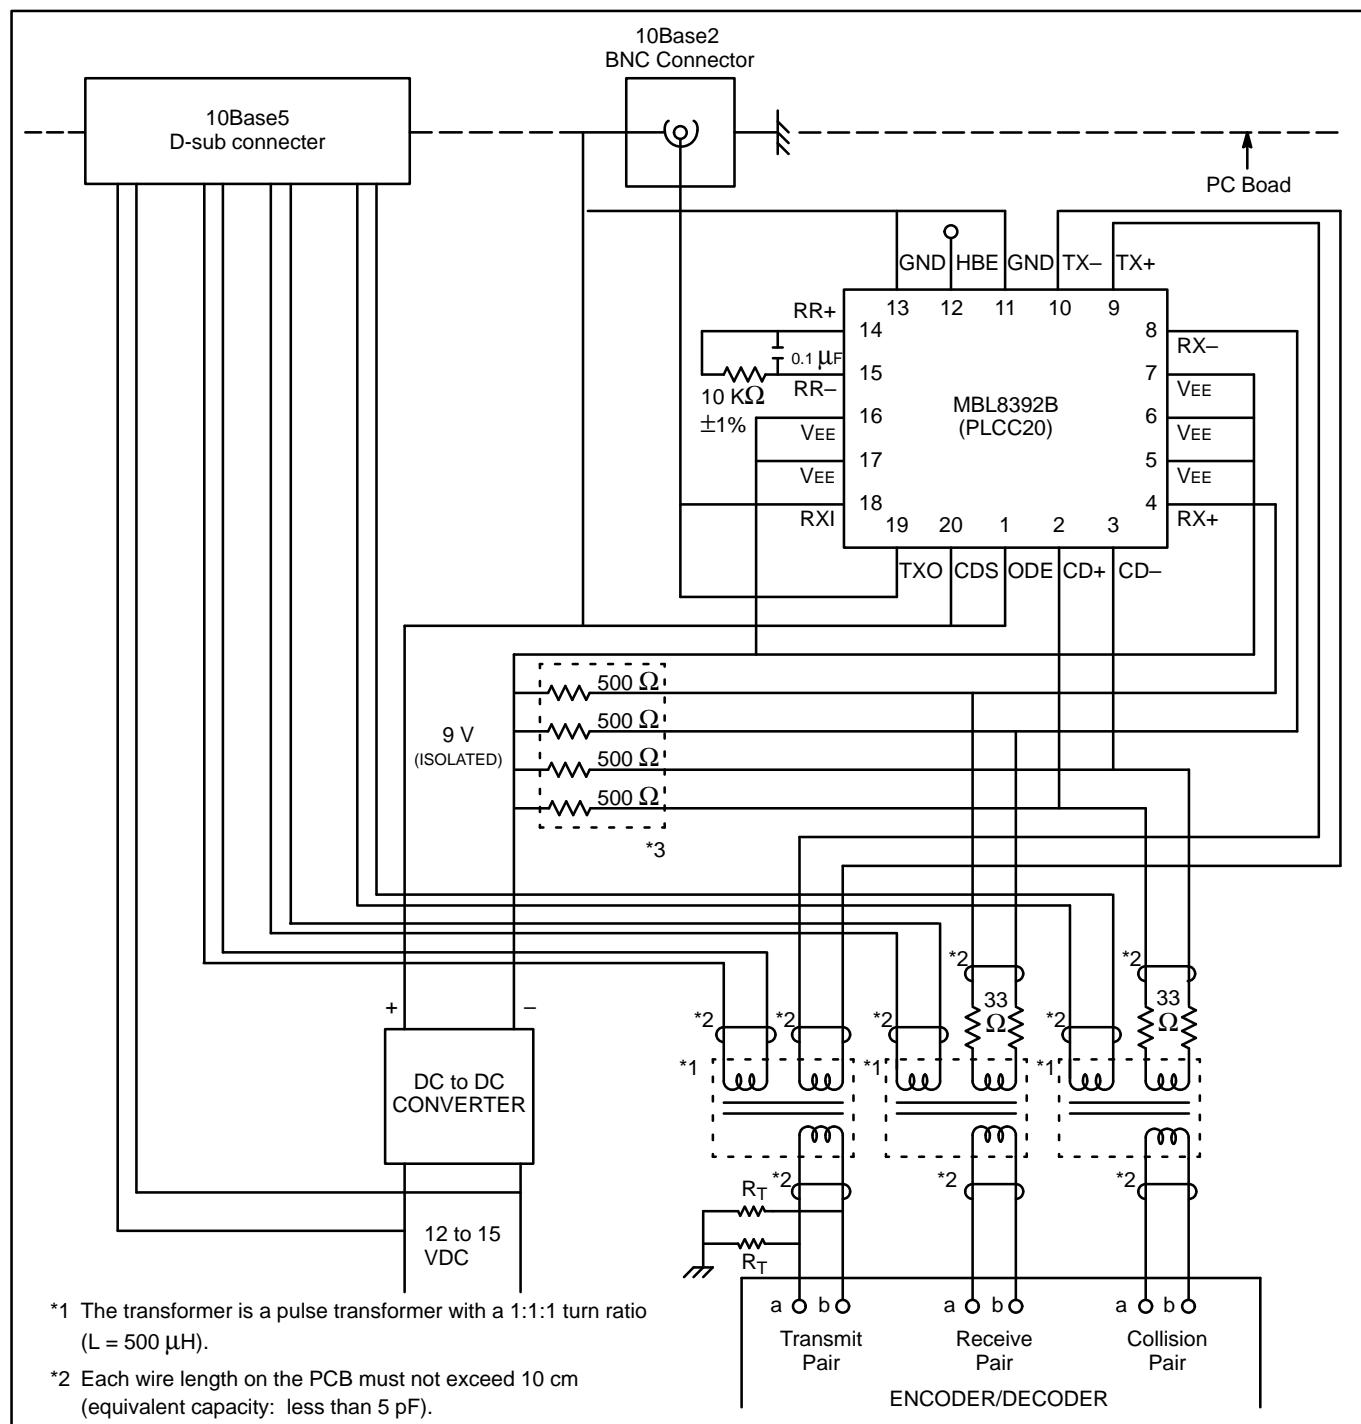 10Base2
BNC Connector
10Base5
D-sub connecter
PC Boad
GND HBE GND TX– TX+
13 12 11 10 9
RR+ 14
8 RX–
0.1 µF
15 RR–
7 VEE
10 KΩ
±1%
16 VEE
6 VEE
MBL8392B
(PLCC20)
17 VEE
5 VEE
18 RXI
4 RX+
19 20 1 2 3
TXO CDS ODE CD+ CD–
500 Ω
500 Ω
500 Ω
500 Ω
9 V
(ISOLATED)
*3
*2 *2
33 Ω
33 Ω
+ –
*2 *2 *2 *2
*1 *1 *1
DC to DC
CONVERTER
*2 *2 *2
RT
RT
12 to 15
VDC
a b a b a b
Transmit
Pair
Receive
Pair
Collision
Pair
ENCODER/DECODER
*1 The transformer is a pulse transformer with a 1:1:1 turn ratio
(L = 500 µH).
*2 Each wire length on the PCB must not exceed 10 cm
(equivalent capacity: less than 5 pF).